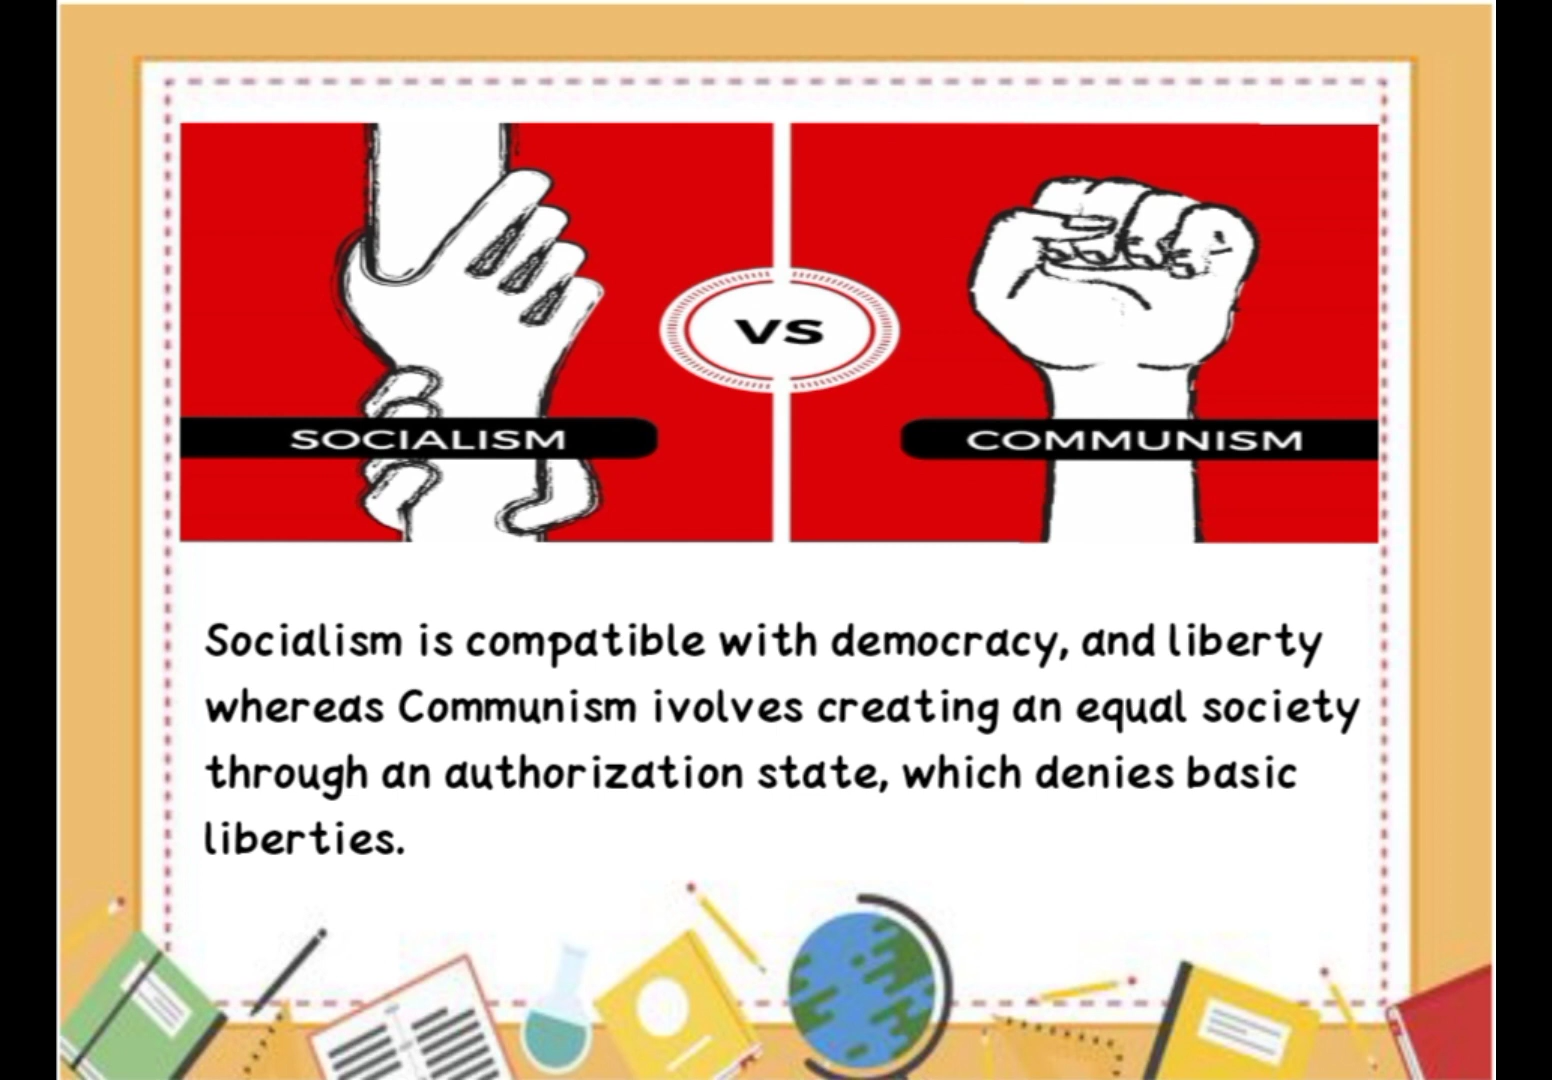 SOCIALISM
VS
COMMUNISM
Socialism is compatible with democracy, and liberty
whereas Communism ivolves creating an equal society
through an authorization state, which denies basic
liberties.